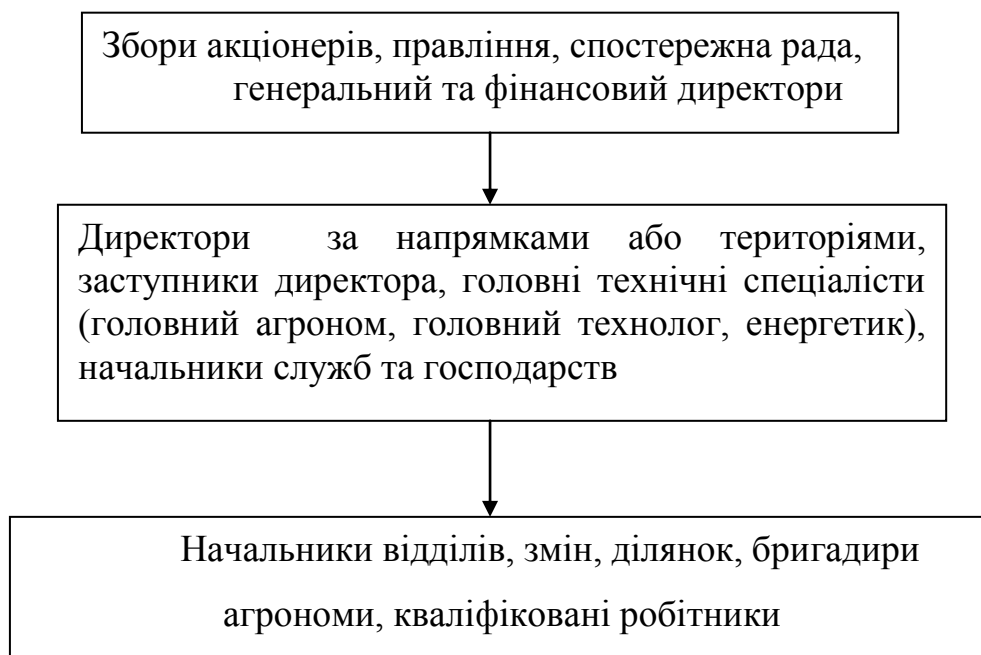 Збори акціонерів, правління, спостережна рада,
генеральний та фінансовий директори
Директори за напрямками або територіями,
заступники директора, головні технічні спеціалісти
(головний агроном, головний технолог, енергетик),
начальники служб та господарств
Начальники відділів, змін, ділянок, бригадири
агрономи, кваліфіковані робітники